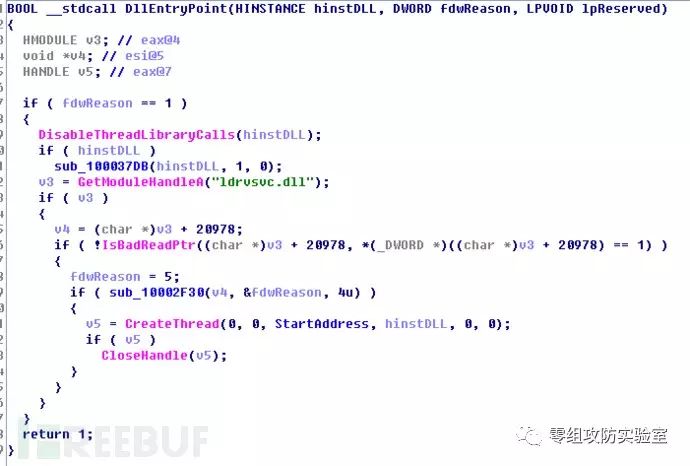 BOOL __stdcall DllEntryPoint(HINSTANCE hinstDLL, DWORD fdwReason, LPVOID lpReserved)
{
HMODULE v3; // eax@4
void *v4; // esi@5
HANDLE v5; // eax@7
if ( fdwReason == 1 )
{
DisableThreadLibraryCalls(hinstDLL);
if ( hinstDLL )
sub_100037DB(hinstDLL, 1, 0);
v3 = GetModuleHandleA("ldrvsvc.dll");
if ( v3 )
{
v4 = (char *)v3 + 20978;
if ( !IsBadReadPtr((char *)v3 + 20978, *(_DWORD *)((char *)v3 + 20978) == 1) )
{
fdwReason = 5;
if ( sub_10002F30(v4, &fdwReason, 4u) )
{
v5 = CreateThread(0, 0, StartAddress, hinstDLL, 0, 0);
if ( v5 )
CloseHandle(v5);
}
}
}
}
return 1;
}
FREEBUF
零组攻防实验室